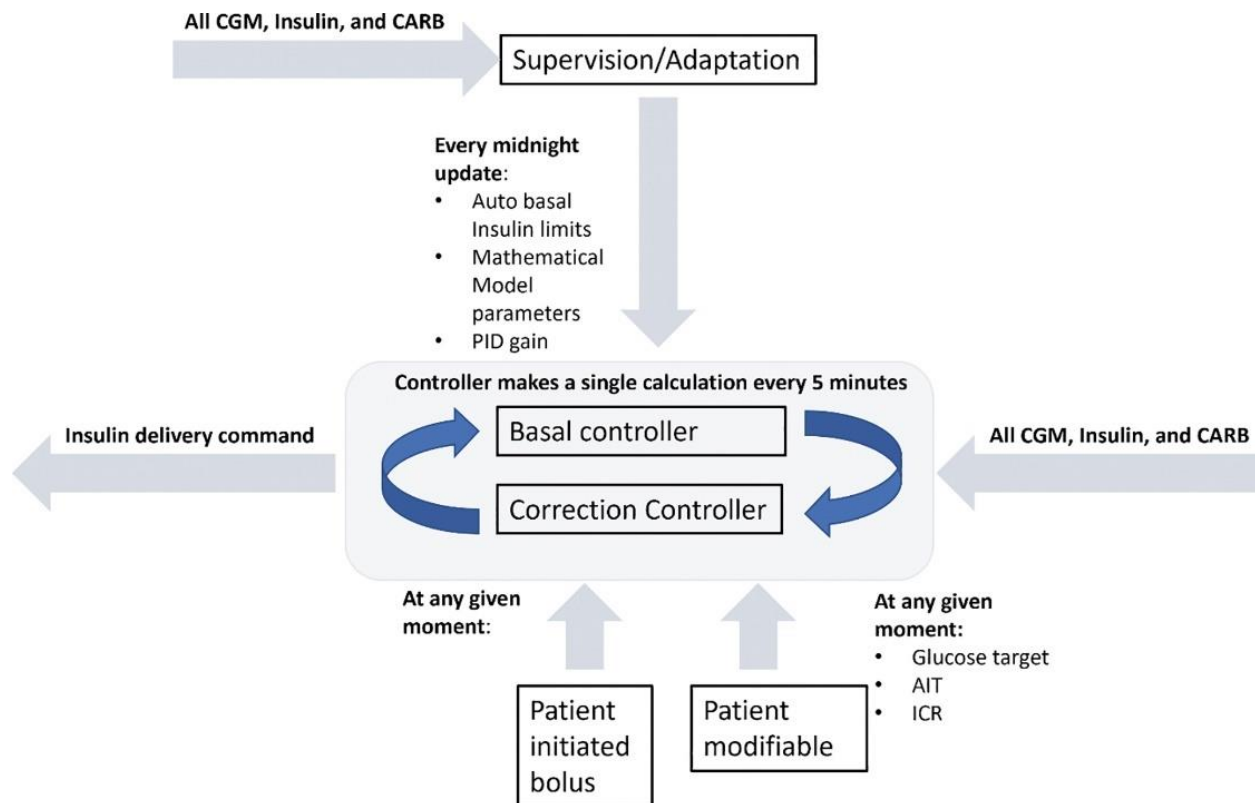 All CGM, Insulin, and CARB
Supervision/Adaptation
Every midnight
update:
• Auto basal
Insulin limits
• Mathematical
Model
parameters
• PID gain
Controller makes a single calculation every 5 minutes
Basal controller
Correction Controller
Insulin delivery command
All CGM, Insulin, and CARB
At any given
moment:
Patient
initiated
bolus
Patient
modifiable
At any given
moment:
• Glucose target
• AIT
• ICR